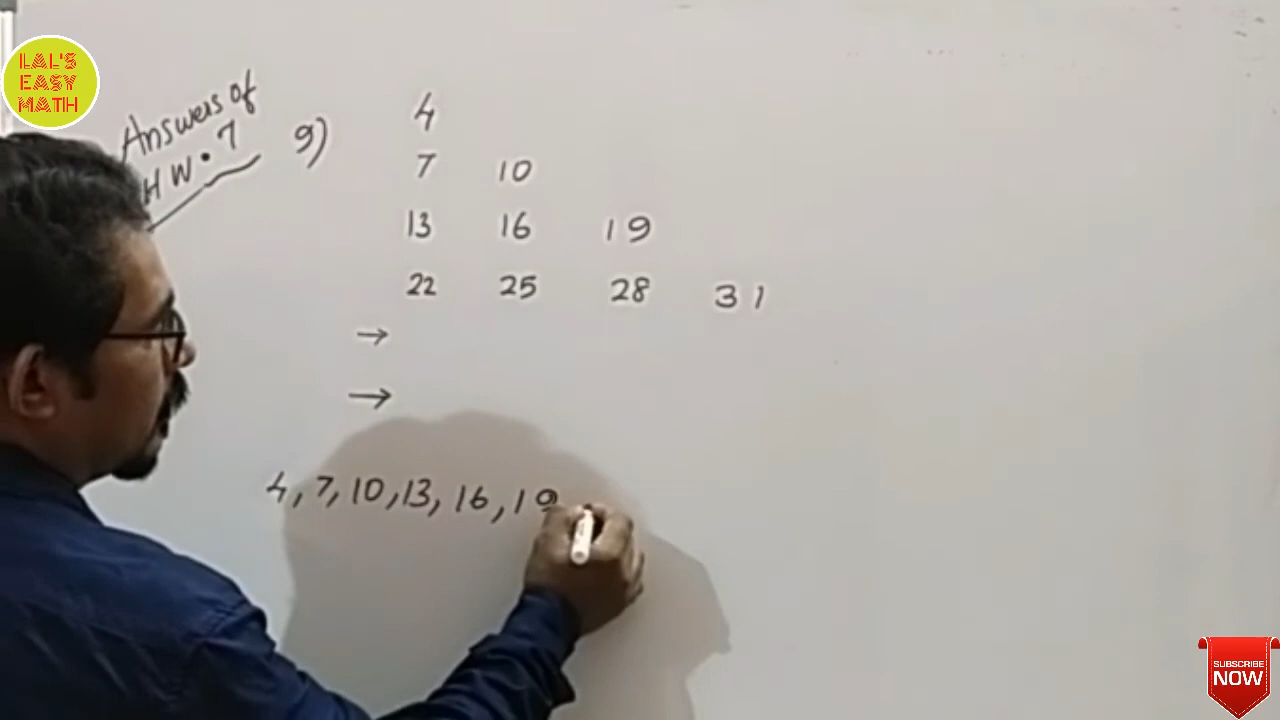 LAL'S
EASY
MATH
Answers of
HW. 7
9)
4
7 10
13 16 19
22 25 28 31
→
→
4, 7, 10, 13, 16, 19
SUBSCRIBE
NOW